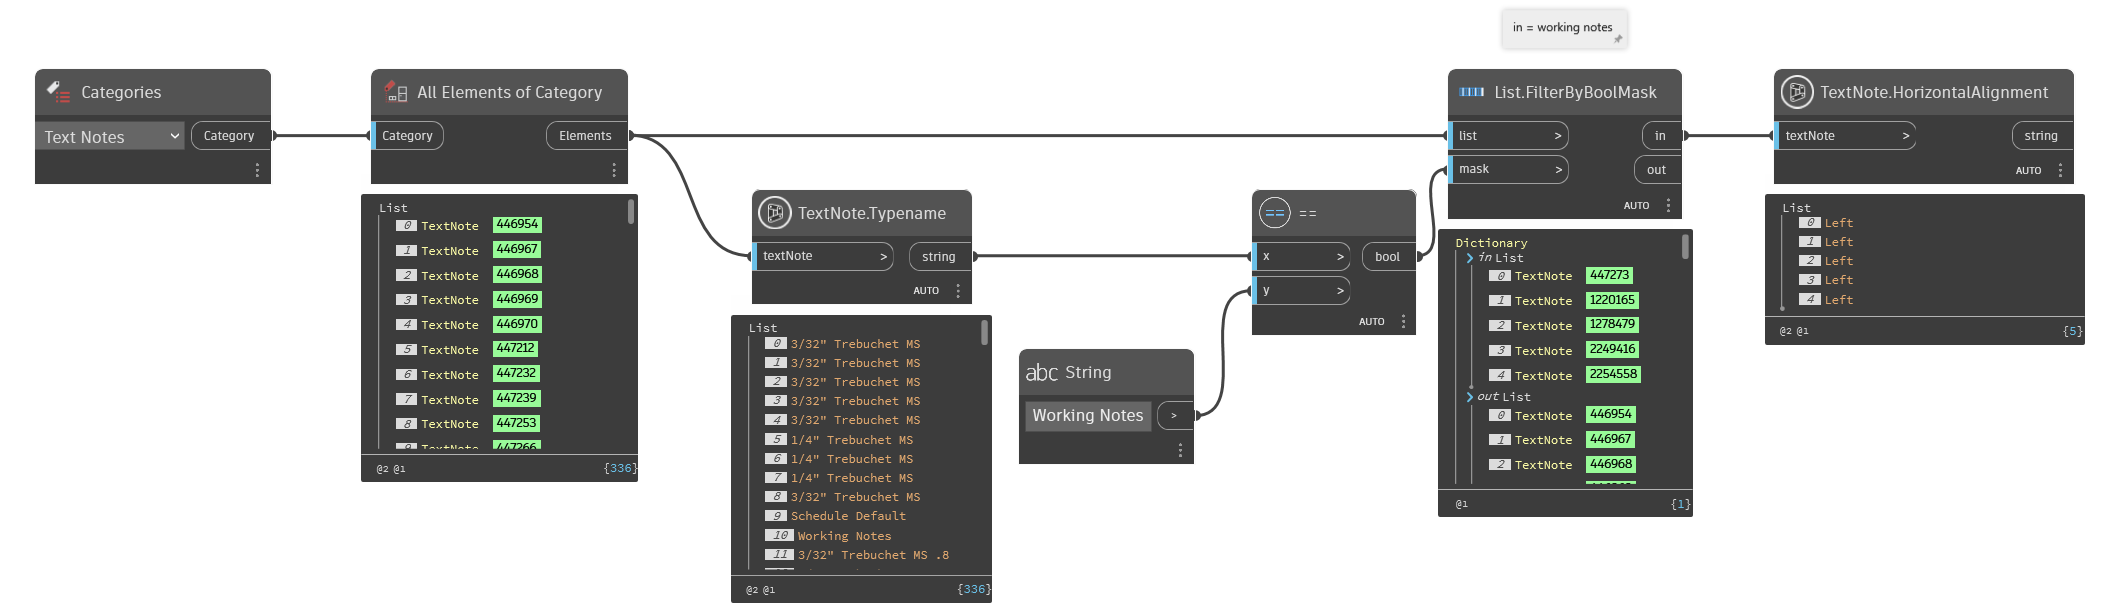 in = working notes
Categories
Text Notes
Category
All Elements of Category
Category
Elements
List
0 TextNote 446954
1 TextNote 446967
2 TextNote 446968
3 TextNote 446969
4 TextNote 446970
5 TextNote 447212
6 TextNote 447232
7 TextNote 447239
8 TextNote 447253
9 TextNote 447266
@2 @1 {336}
TextNote.Typename
textNote >
string
AUTO
List
0 3/32" Trebuchet MS
1 3/32" Trebuchet MS
2 3/32" Trebuchet MS
3 3/32" Trebuchet MS
4 3/32" Trebuchet MS
5 1/4" Trebuchet MS
6 1/4" Trebuchet MS
7 1/4" Trebuchet MS
8 3/32" Trebuchet MS
9 Schedule Default
10 Working Notes
11 3/32" Trebuchet MS .8
@2 @1 {336}
abc String
Working Notes >
== ==
x >
bool
y >
AUTO
List.FilterByBoolMask
list >
in
mask >
out
AUTO
Dictionary
in List
0 TextNote 447273
1 TextNote 1220165
2 TextNote 1278479
3 TextNote 2249416
4 TextNote 2254558
out List
0 TextNote 446954
1 TextNote 446967
2 TextNote 446968
@1 {1}
TextNote.HorizontalAlignment
textNote >
string
AUTO
List
0 Left
1 Left
2 Left
3 Left
4 Left
@2 @1 {5}